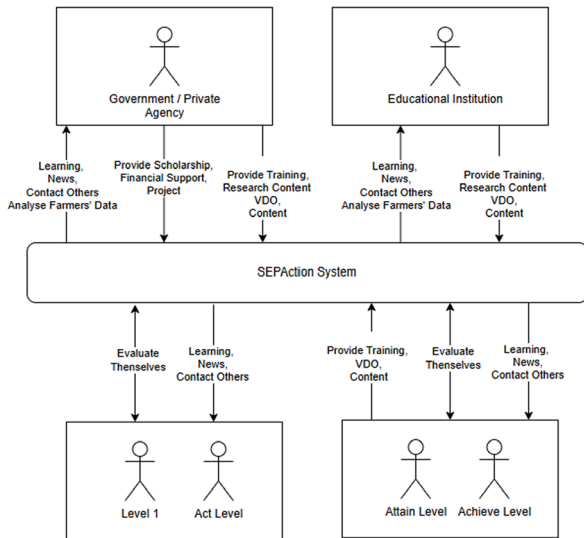 Government / Private
Agency
Educational Institution
Learning,
News,
Contact Others
Analyse Farmers' Data
Provide Scholarship,
Financial Support,
Project
Provide Training,
Research Content
VDO,
Content
Learning,
News,
Contact Others
Analyse Farmers' Data
Provide Training,
Research Content
VDO,
Content
SEPAction System
Evaluate
Thenselves
Learning,
News,
Contact Others
Provide Training,
VDO,
Content
Evaluate
Thenselves
Learning,
News,
Contact Others
Level 1
Act Level
Attain Level
Achieve Level